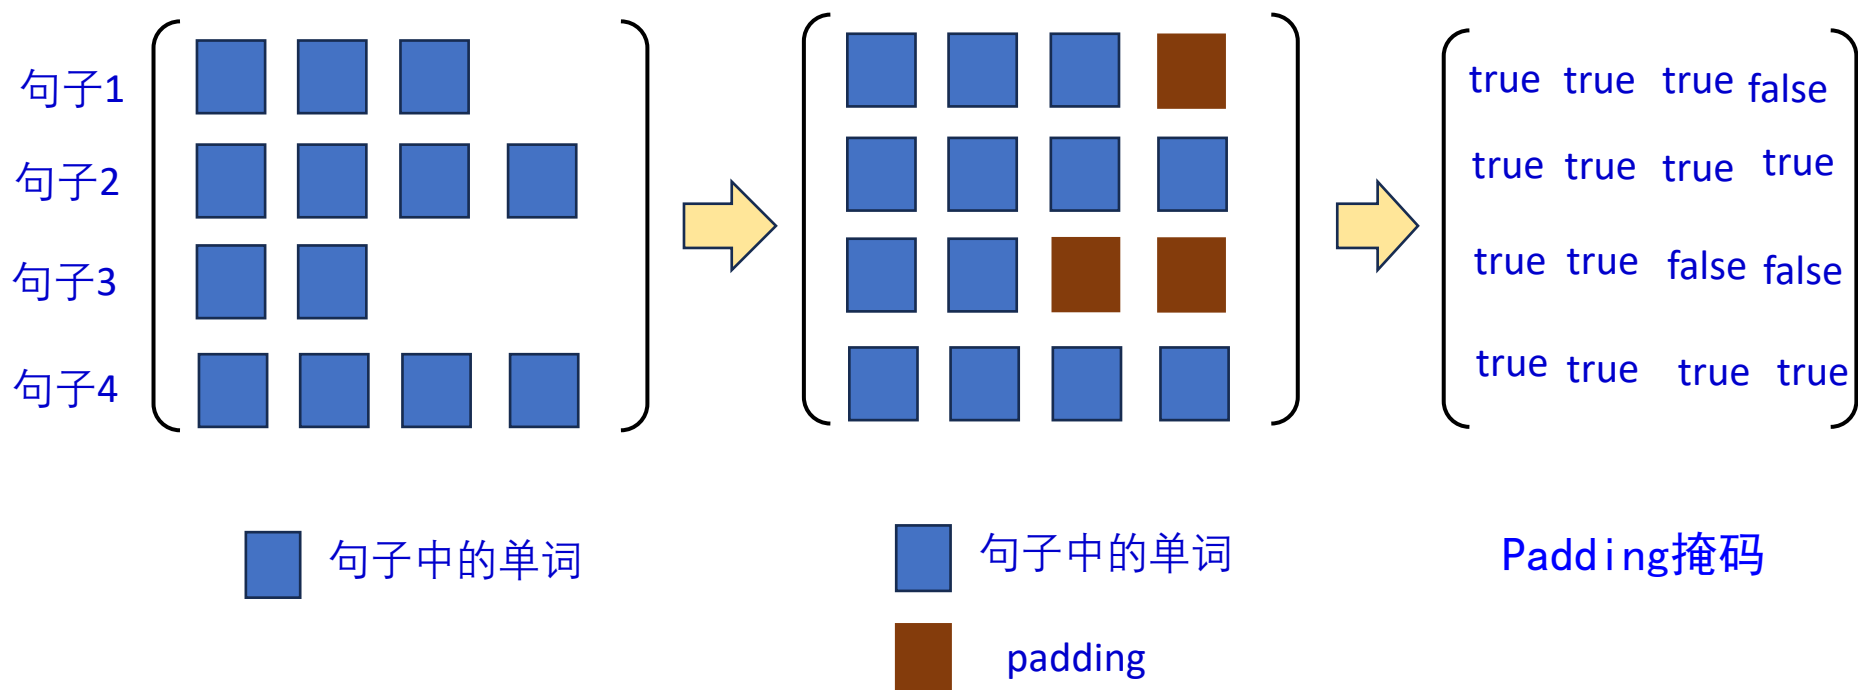 句子1
true true true false
句子2
true true true true
句子3
true true false false
句子4
true true true true
句子中的单词
句子中的单词
Padding掩码
padding